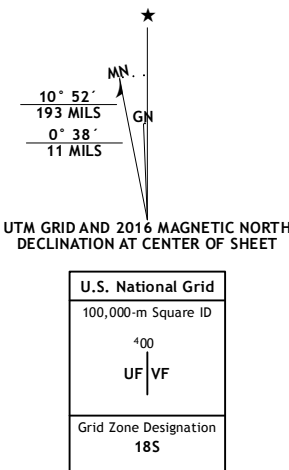 ★
MN
10° 52´
193 MILS
GN
0° 38´
11 MILS
UTM GRID AND 2016 MAGNETIC NORTH
DECLINATION AT CENTER OF SHEET
U.S. National Grid
100,000-m Square ID
⁴00
UF VF
Grid Zone Designation
18S